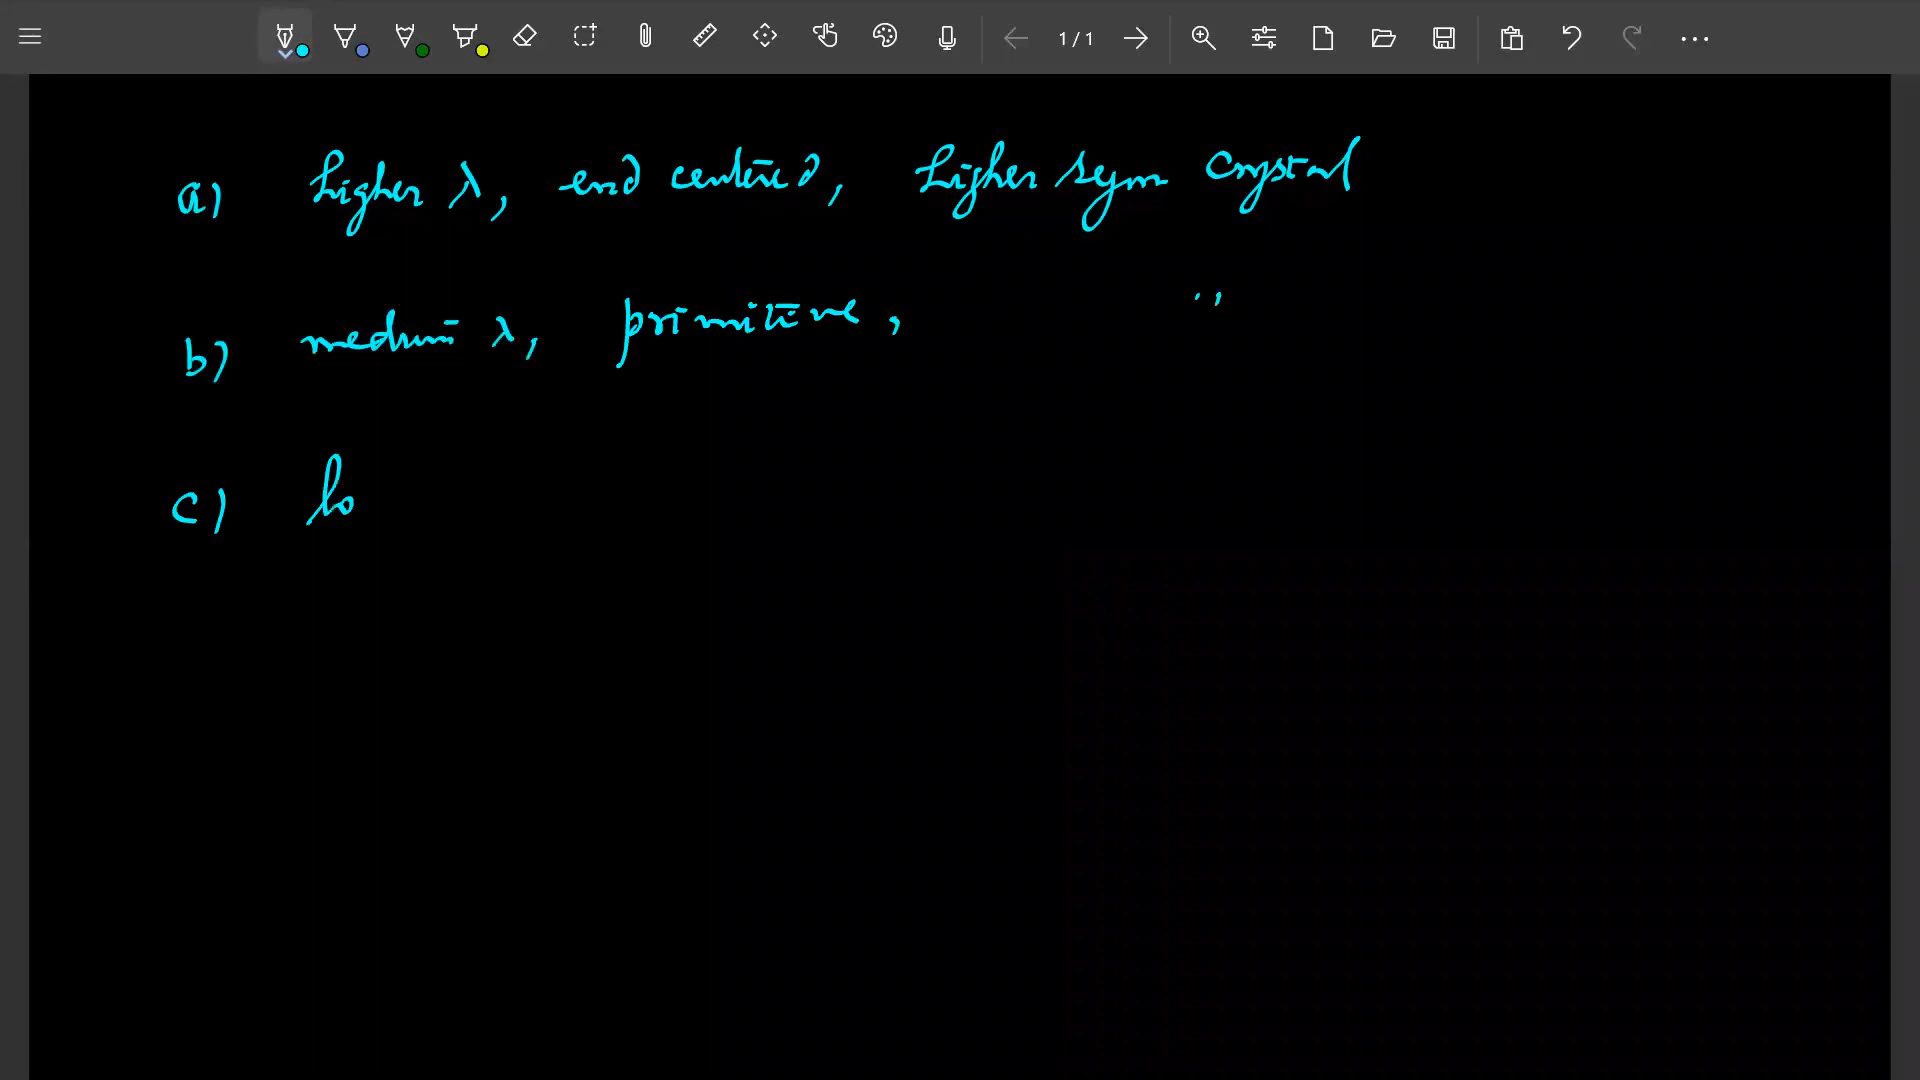 1 / 1
a) higher λ, end centered, higher sym crystal
b) medium λ, primitive, "
c) lo